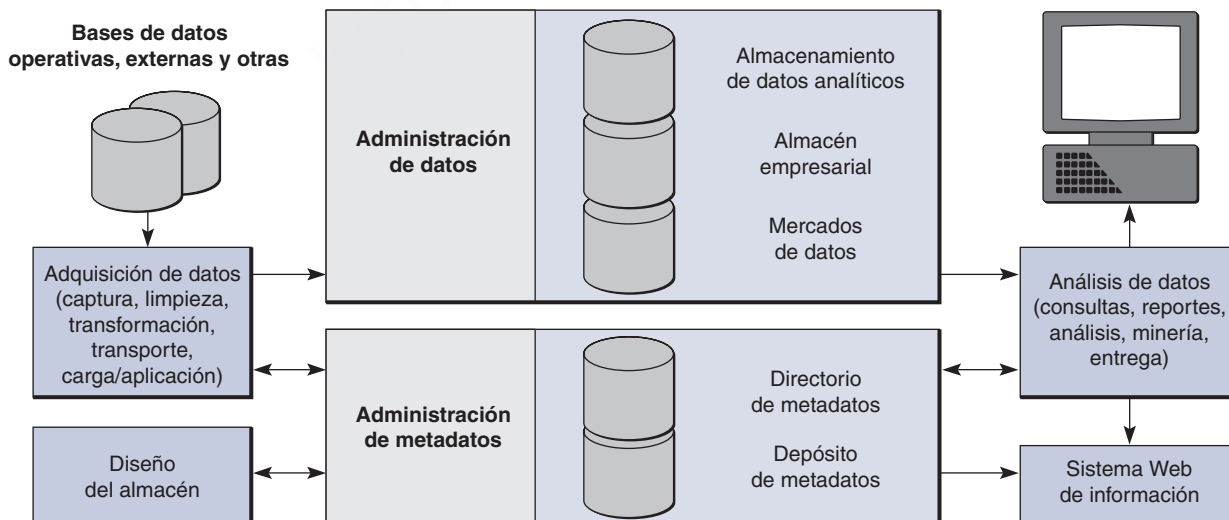 Bases de datos
operativas, externas y otras
Adquisición de datos
(captura, limpieza,
transformación,
transporte,
carga/aplicación)
Diseño
del almacén
Administración
de datos
Almacenamiento
de datos analíticos
Almacén
empresarial
Mercados
de datos
Administración
de metadatos
Directorio
de metadatos
Depósito
de metadatos
Análisis de datos
(consultas, reportes,
análisis, minería,
entrega)
Sistema Web
de información